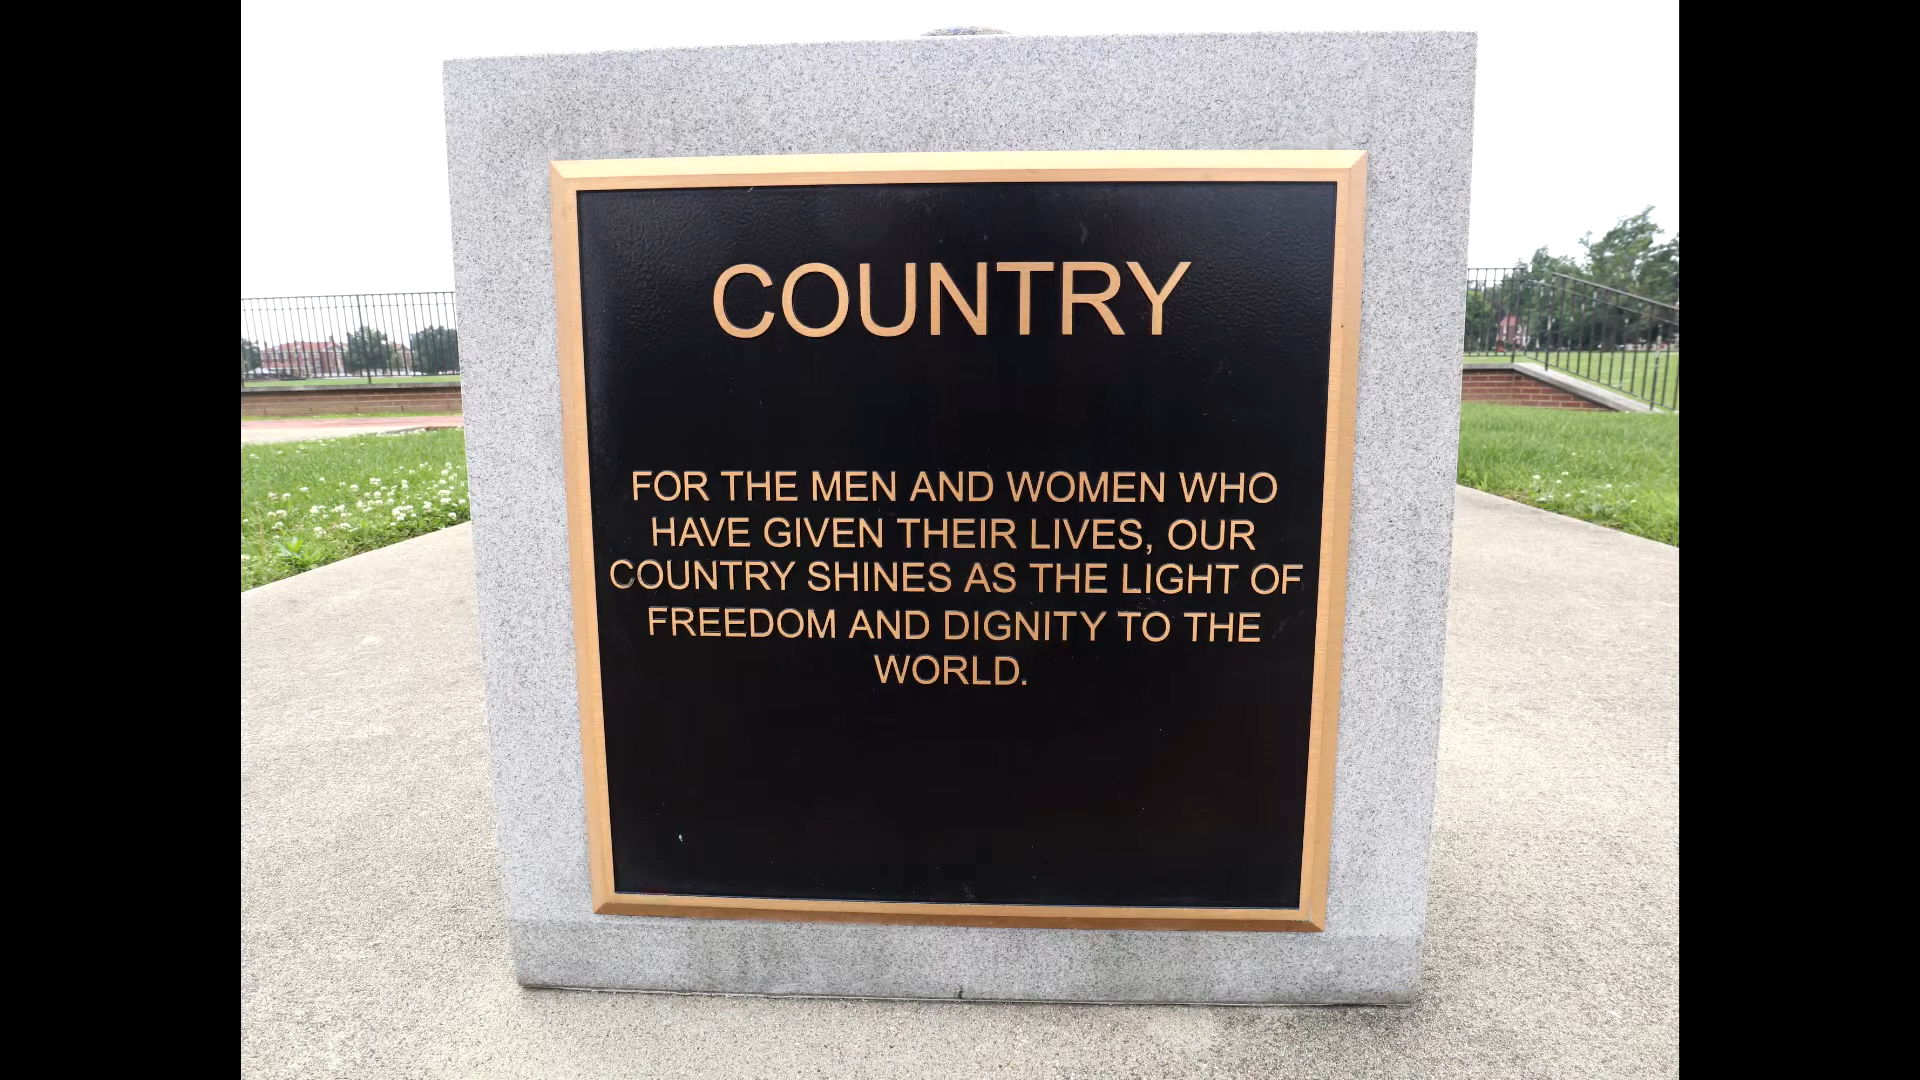 COUNTRY
FOR THE MEN AND WOMEN WHO
HAVE GIVEN THEIR LIVES, OUR
COUNTRY SHINES AS THE LIGHT OF
FREEDOM AND DIGNITY TO THE
WORLD.